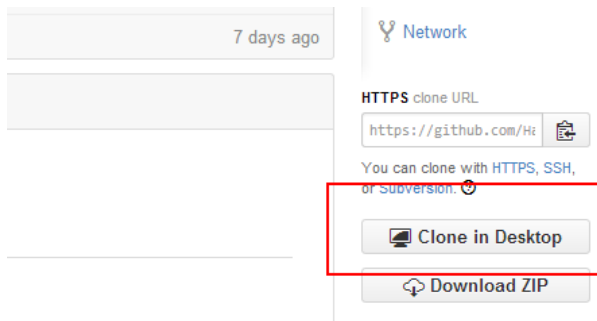 7 days ago
Network
HTTPS clone URL
https://github.com/Ha
You can clone with HTTPS, SSH,
or Subversion.
Clone in Desktop
Download ZIP